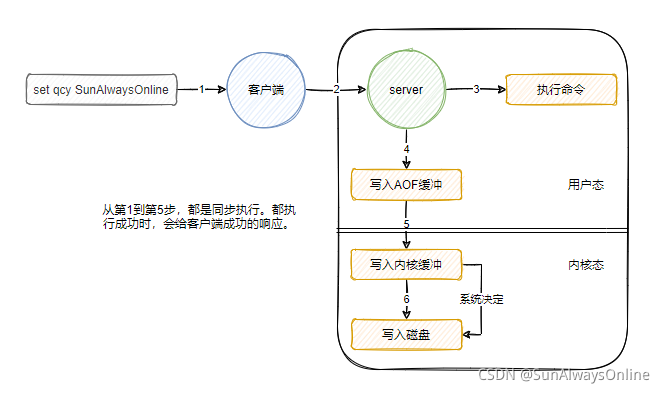 set qcy SunAlwaysOnline
1
客户端
2
server
3
执行命令
4
写入AOF缓冲
用户态
从第1到第5步，都是同步执行。都执
行成功时，会给客户端成功的响应。
5
写入内核缓冲
内核态
6
系统决定
写入磁盘
CSDN @SunAlwaysOnline